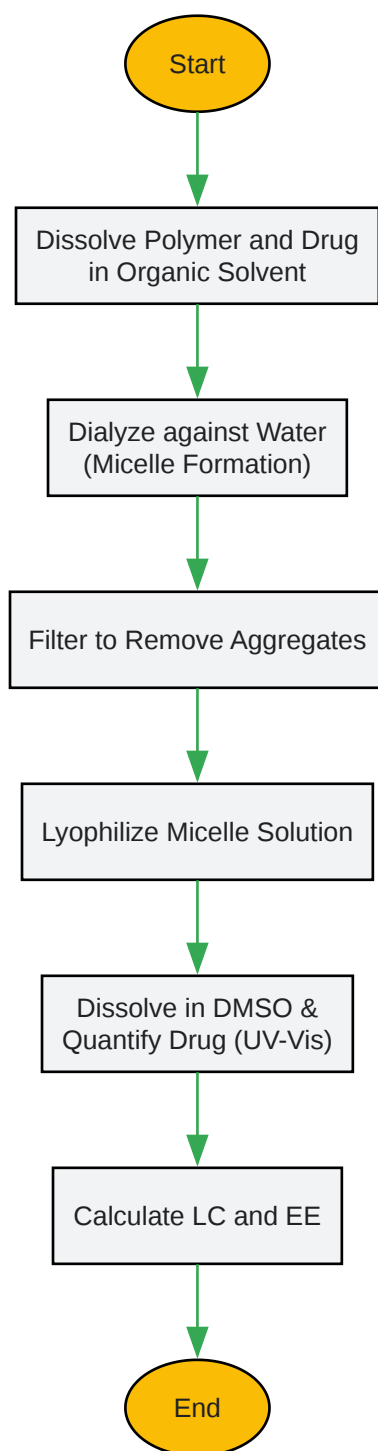 Start
Dissolve Polymer and Drug
in Organic Solvent
Dialyze against Water
(Micelle Formation)
Filter to Remove Aggregates
Lyophilize Micelle Solution
Dissolve in DMSO &
Quantify Drug (UV-Vis)
Calculate LC and EE
End